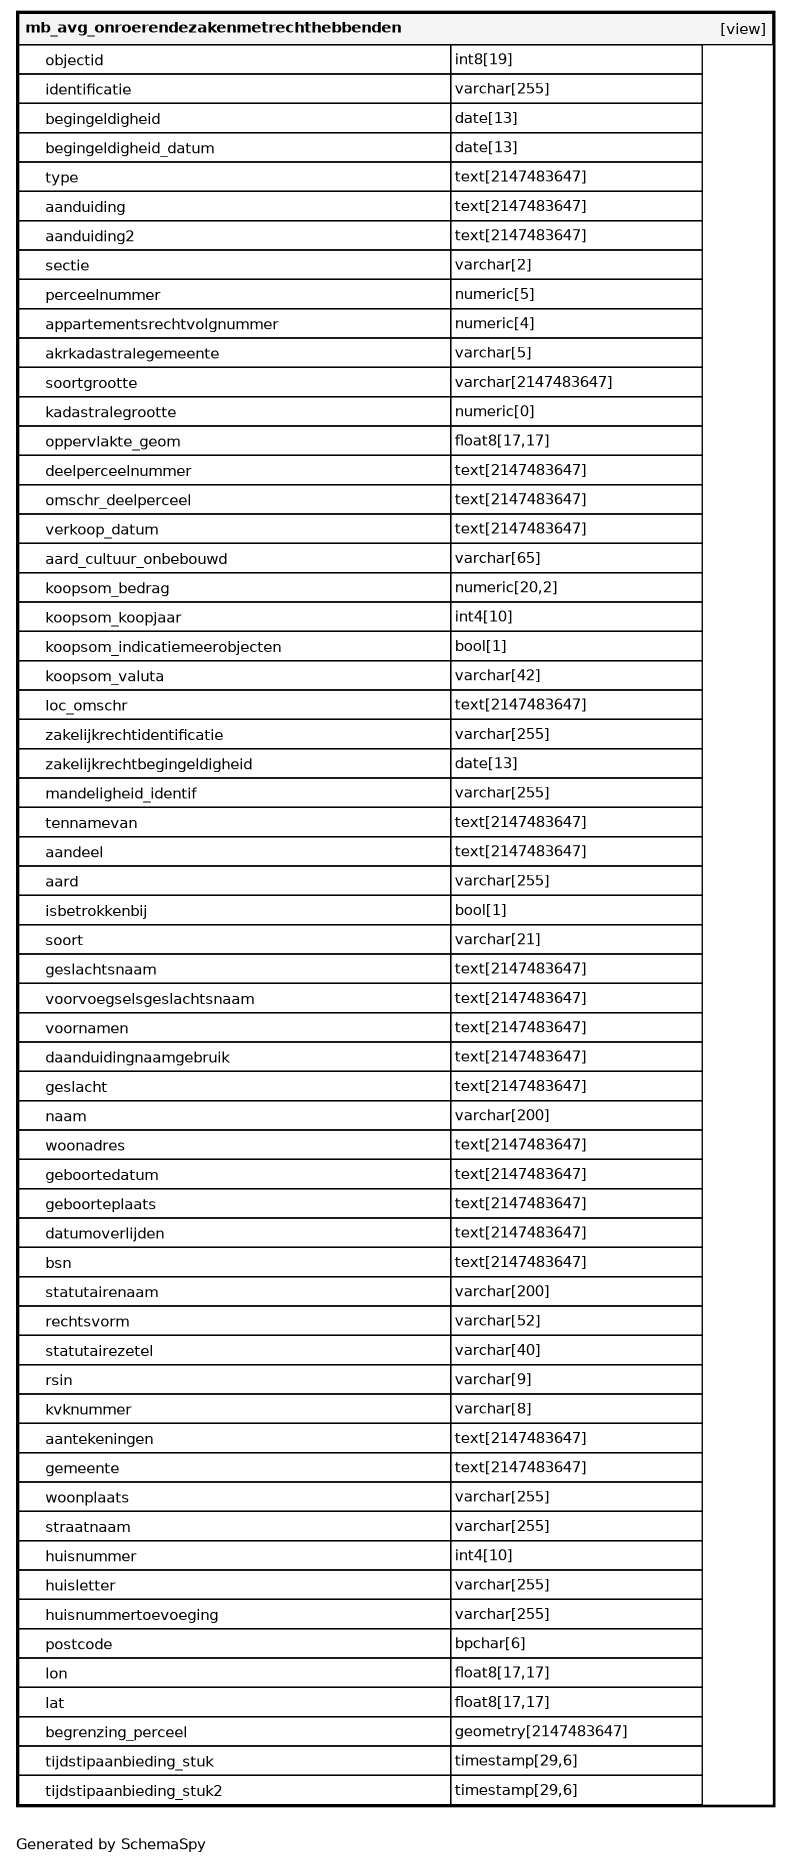 mb_avg_onroerendezakenmetrechthebbenden [view]
objectid int8[19]
identificatie varchar[255]
begingeldigheid date[13]
begingeldigheid_datum date[13]
type text[2147483647]
aanduiding text[2147483647]
aanduiding2 text[2147483647]
sectie varchar[2]
perceelnummer numeric[5]
appartementsrechtvolgnummer numeric[4]
akrkadastralegemeente varchar[5]
soortgrootte varchar[2147483647]
kadastralegrootte numeric[0]
oppervlakte_geom float8[17,17]
deelperceelnummer text[2147483647]
omschr_deelperceel text[2147483647]
verkoop_datum text[2147483647]
aard_cultuur_onbebouwd varchar[65]
koopsom_bedrag numeric[20,2]
koopsom_koopjaar int4[10]
koopsom_indicatiemeerobjecten bool[1]
koopsom_valuta varchar[42]
loc_omschr text[2147483647]
zakelijkrechtidentificatie varchar[255]
zakelijkrechtbegingeldigheid date[13]
mandeligheid_identif varchar[255]
tennamevan text[2147483647]
aandeel text[2147483647]
aard varchar[255]
isbetrokkenbij bool[1]
soort varchar[21]
geslachtsnaam text[2147483647]
voorvoegselsgeslachtsnaam text[2147483647]
voornamen text[2147483647]
daanduidingnaamgebruik text[2147483647]
geslacht text[2147483647]
naam varchar[200]
woonadres text[2147483647]
geboortedatum text[2147483647]
geboorteplaats text[2147483647]
datumoverlijden text[2147483647]
bsn text[2147483647]
statutairenaam varchar[200]
rechtsvorm varchar[52]
statutairezetel varchar[40]
rsin varchar[9]
kvknummer varchar[8]
aantekeningen text[2147483647]
gemeente text[2147483647]
woonplaats varchar[255]
straatnaam varchar[255]
huisnummer int4[10]
huisletter varchar[255]
huisnummertoevoeging varchar[255]
postcode bpchar[6]
lon float8[17,17]
lat float8[17,17]
begrenzing_perceel geometry[2147483647]
tijdstipaanbieding_stuk timestamp[29,6]
tijdstipaanbieding_stuk2 timestamp[29,6]
Generated by SchemaSpy